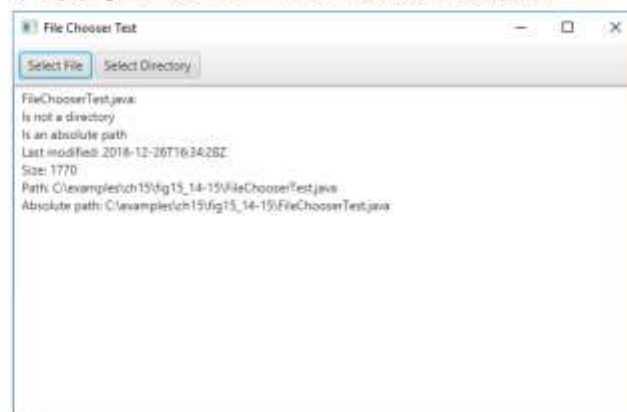 File Chooser Test
Select File Select Directory
FileChooserTest.java:
Is not a directory
Is an absolute path
Last modified: 2016-12-26T16:34:28Z
Size: 1770
Path: C:\examples\ch15\fig15_14-15\FileChooserTest.java
Absolute path: C:\examples\ch15\fig15_14-15\FileChooserTest.java